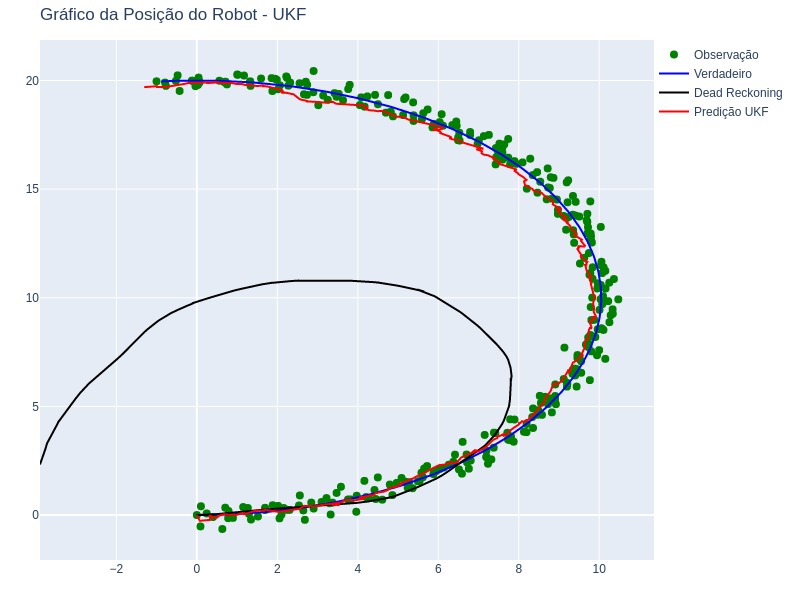 Gráfico da Posição do Robot - UKF
Observação
Verdadeiro
Dead Reckoning
Predição UKF
20
15
10
5
0
−2
0
2
4
6
8
10